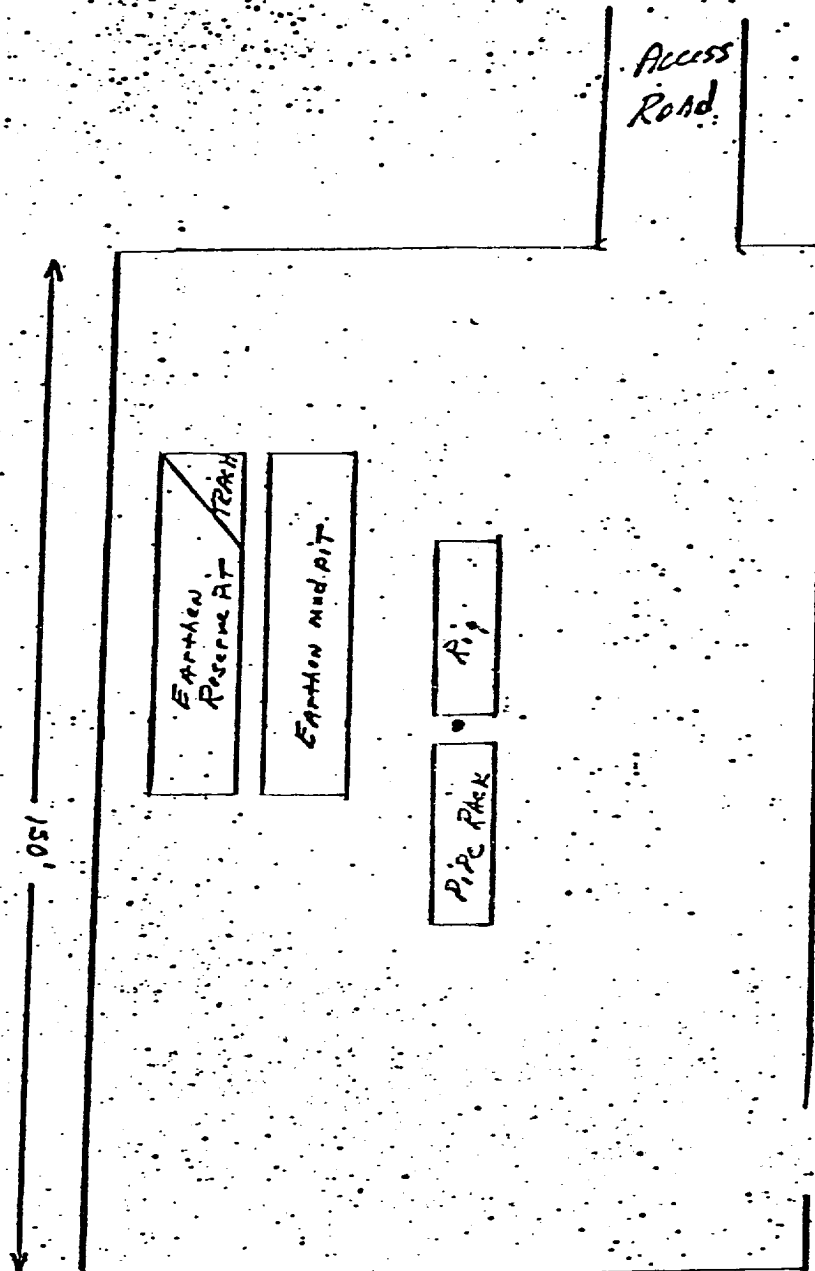 Access
Road
TRASH
Earthen
Reserve Pit
Earthen mud pit
Rig
Pipe Rack
150'